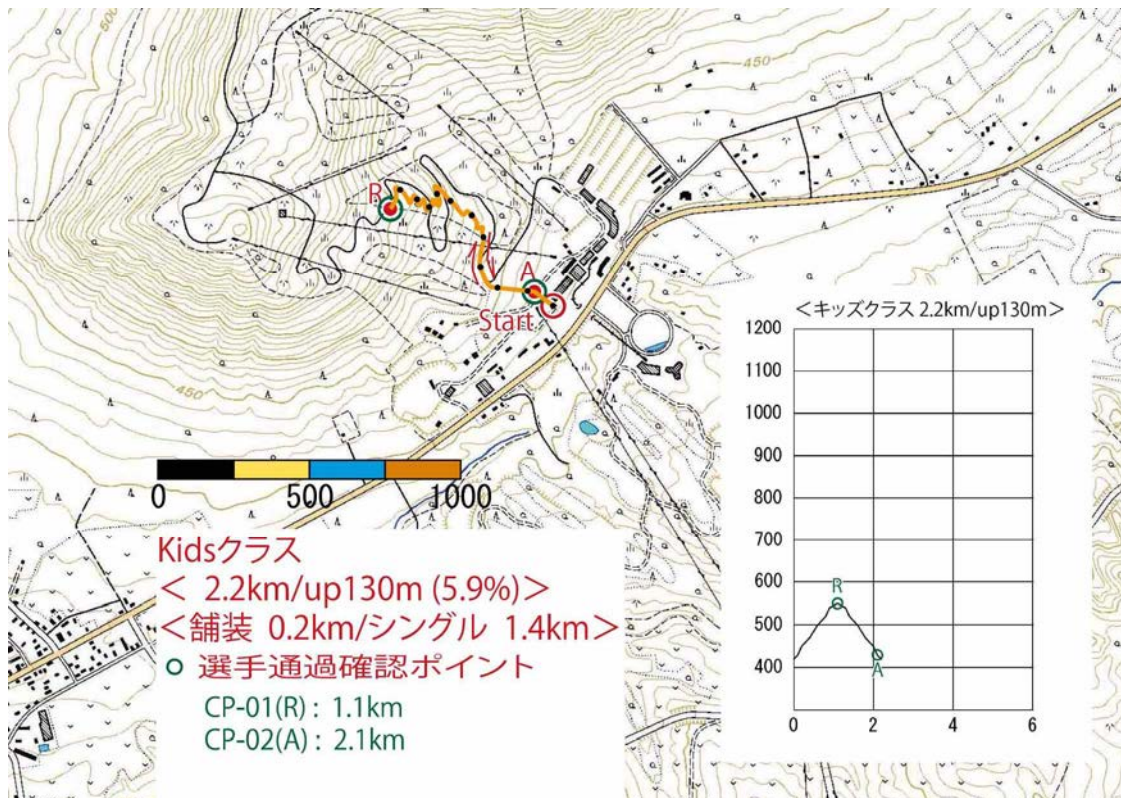 500
450
R
A
Start
450
0 500 1000
Kidsクラス
< 2.2km/up130m (5.9%)>
<舗装 0.2km/シングル 1.4km>
選手通過確認ポイント
CP-01(R) : 1.1km
CP-02(A) : 2.1km
<キッズクラス 2.2km/up130m>
1200
1100
1000
900
800
700
600
500
400
R
A
0 2 4 6